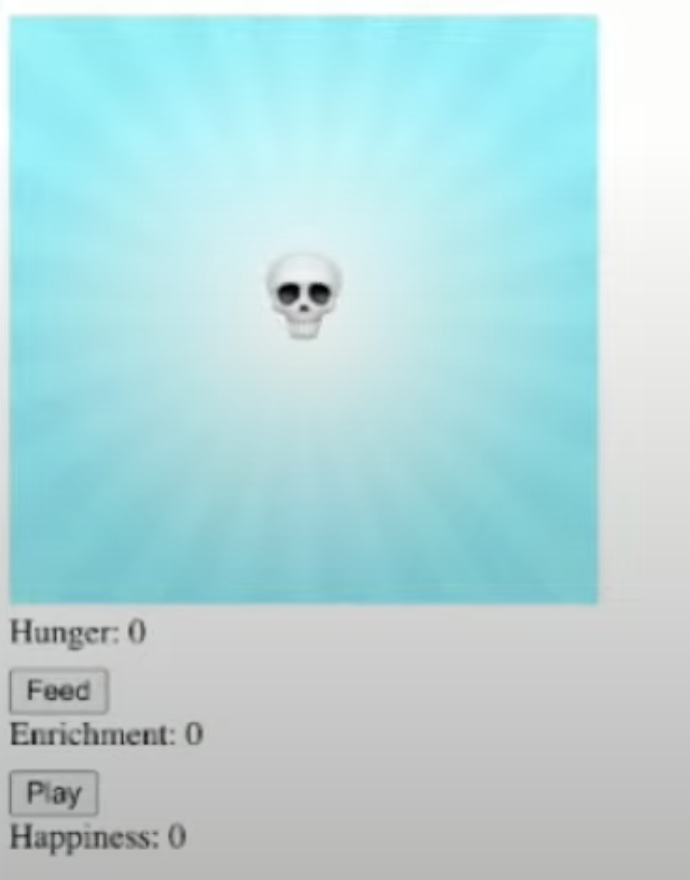 Hunger: 0
Feed
Enrichment: 0
Play
Happiness: 0